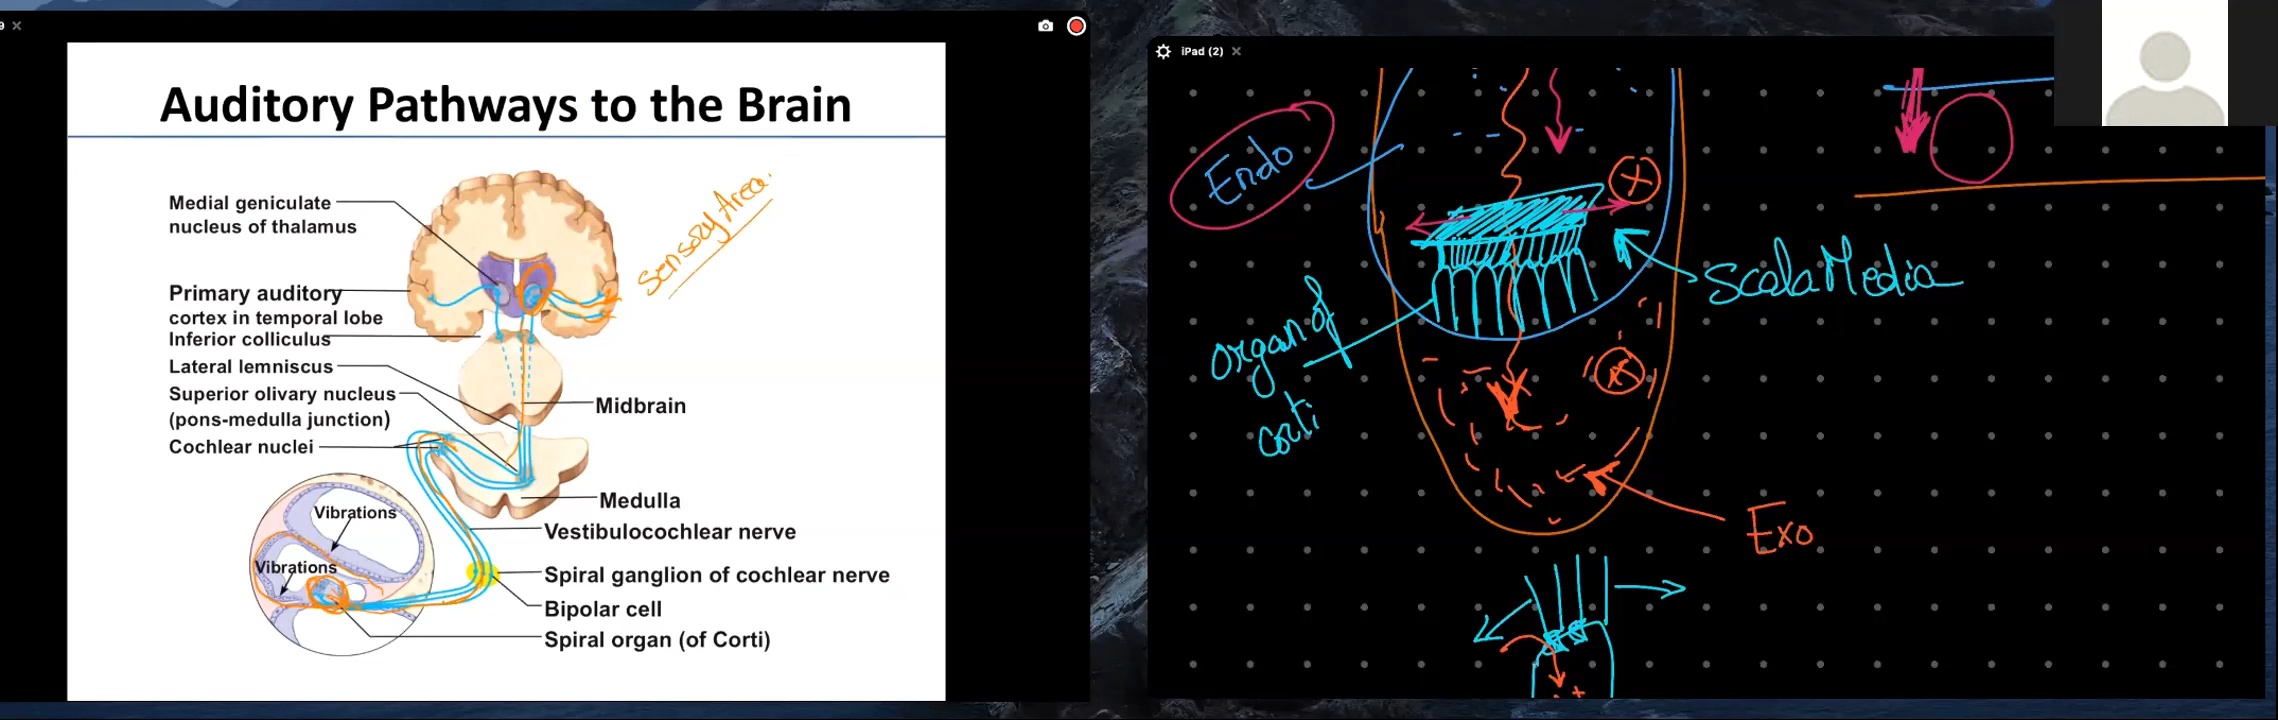 9
Auditory Pathways to the Brain
Medial geniculate
nucleus of thalamus
Primary auditory
cortex in temporal lobe
Inferior colliculus
Lateral lemniscus
Superior olivary nucleus
(pons-medulla junction)
Cochlear nuclei
Sensory Area.
Midbrain
Medulla
Vestibulocochlear nerve
Vibrations
Vibrations
Spiral ganglion of cochlear nerve
Bipolar cell
Spiral organ (of Corti)
iPad (2)
Endo
Scala Media
organ of
corti
Exo